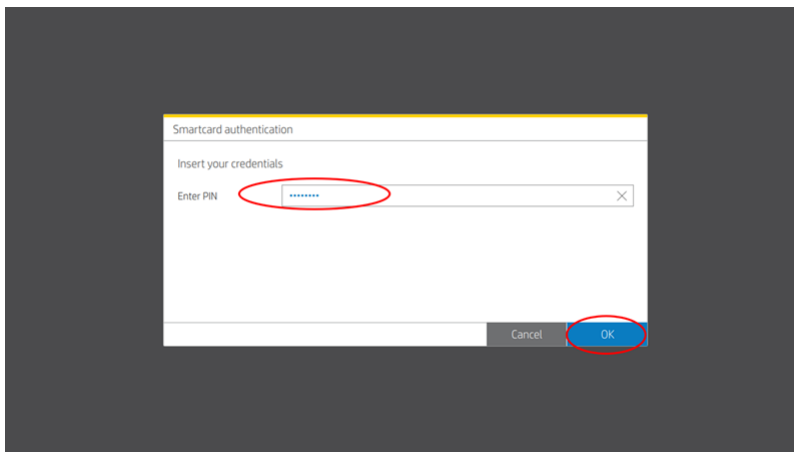 Smartcard authentication
Insert your credentials
Enter PIN ········
Cancel OK